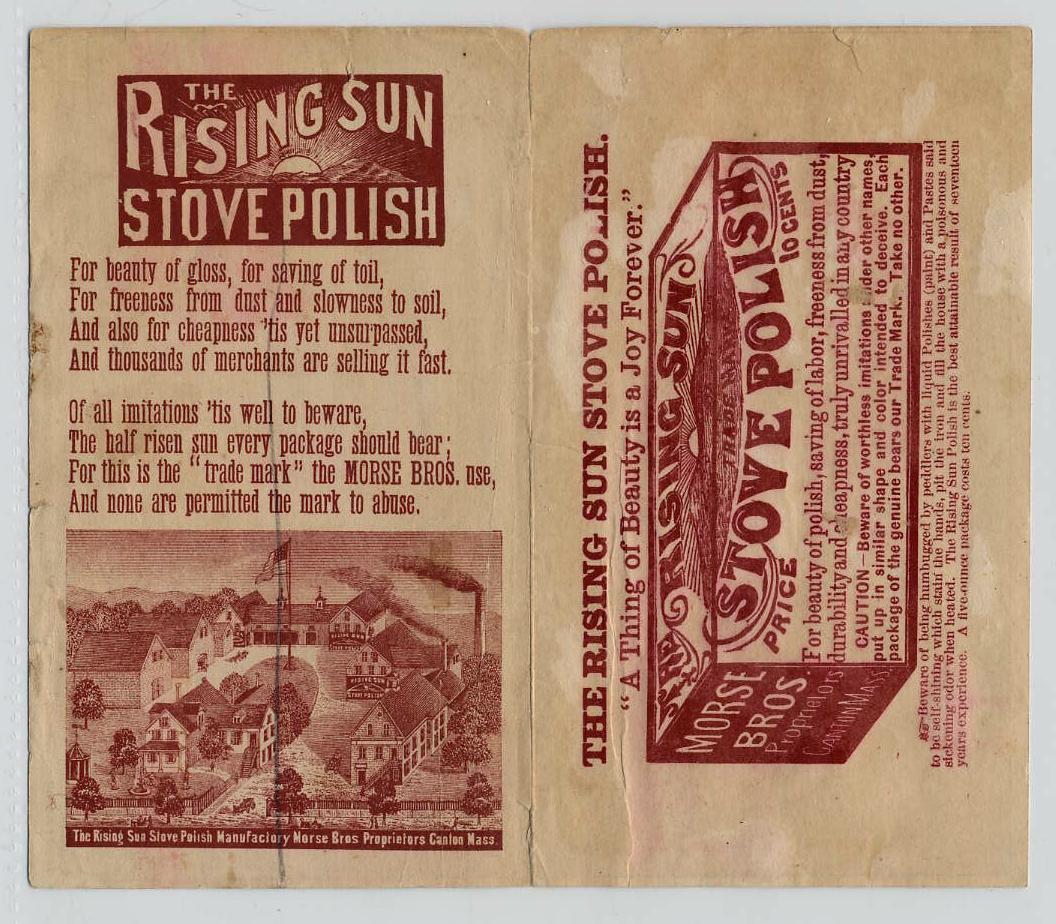 THE
RISING SUN
STOVE POLISH
For beauty of gloss, for saving of toil,
For freeness from dust and slowness to soil,
And also for cheapness 'tis yet unsurpassed,
And thousands of merchants are selling it fast.
Of all imitations 'tis well to beware,
The half risen sun every package should bear;
For this is the "trade mark" the MORSE BROS. use,
And none are permitted the mark to abuse.
RISING SUN
RISING SUN
STOVE POLISH
The Rising Sun Stove Polish Manufactory Morse Bros Proprietors Canton Mass.
THE RISING SUN STOVE POLISH.
"A Thing of Beauty is a Joy Forever."
THE RISING SUN
TRADE MARK
STOVE POLISH
PRICE 10 CENTS
For beauty of polish, saving of labor, freeness from dust,
durability and cheapness, truly unrivalled in any country
CAUTION—Beware of worthless imitations under other names,
put up in similar shape and color intended to deceive. Each
package of the genuine bears our Trade Mark. Take no other.
MORSE
BROS.
Proprietors
CANTON MASS.
☞ Beware of being humbugged by peddlers with liquid Polishes (paint) and Pastes said
to be self-shining which stain the hands, pit the iron and fill the house with a poisonous and
sickening odor when heated. The Rising Sun Polish is the best attainable result of seventeen
years experience. A five-ounce package costs ten cents.